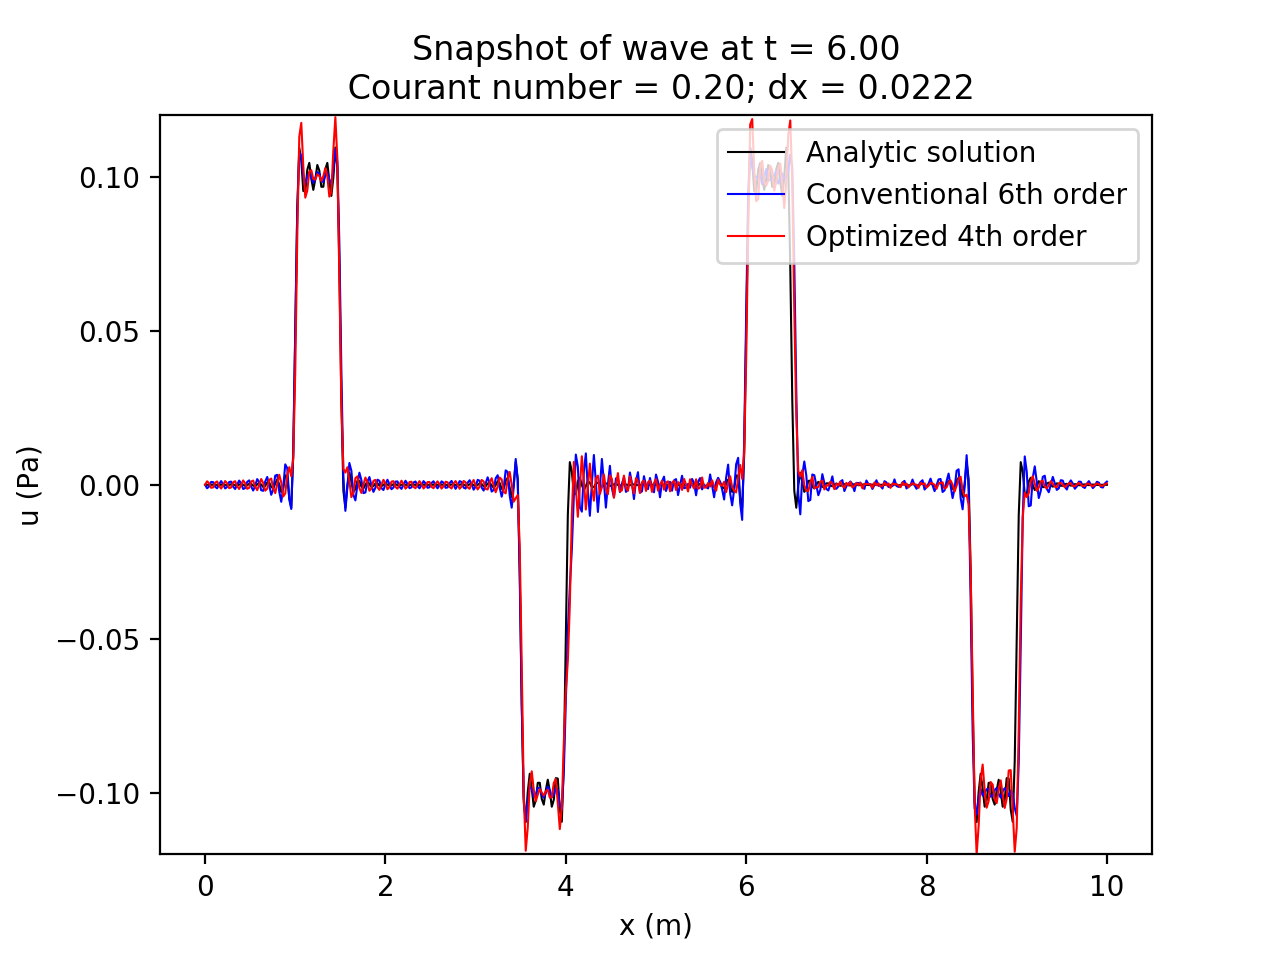 Snapshot of wave at t = 6.00
Courant number = 0.20; dx = 0.0222
Analytic solution
Conventional 6th order
Optimized 4th order
0.10
0.05
0.00
−0.05
−0.10
u (Pa)
0 2 4 6 8 10
x (m)